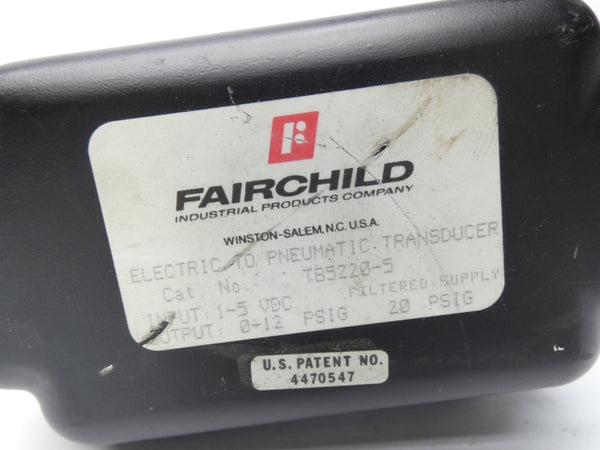 FAIRCHILD
INDUSTRIAL PRODUCTS COMPANY
WINSTON-SALEM, N.C. U.S.A.
ELECTRIC TO PNEUMATIC TRANSDUCER
Cat No. TB5220-5
INPUT: 1-5 VDC FILTERED SUPPLY
OUTPUT: 0-12 PSIG 20 PSIG
U.S. PATENT NO.
4470547